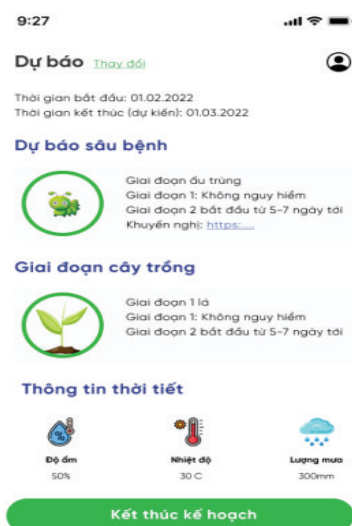 9:27
Dự báo Thay đổi
Thời gian bắt đầu: 01.02.2022
Thời gian kết thúc (dự kiến): 01.03.2022
Dự báo sâu bệnh
Giai đoạn ấu trùng
Giai đoạn 1: Không nguy hiểm
Giai đoạn 2 bắt đầu từ 5-7 ngày tới
Khuyến nghị: https:....
Giai đoạn cây trồng
Giai đoạn 1 lá
Giai đoạn 1: Không nguy hiểm
Giai đoạn 2 bắt đầu từ 5-7 ngày tới
Thông tin thời tiết
Độ ẩm Nhiệt độ Lượng mưa
50% 30 C 300mm
Kết thúc kế hoạch